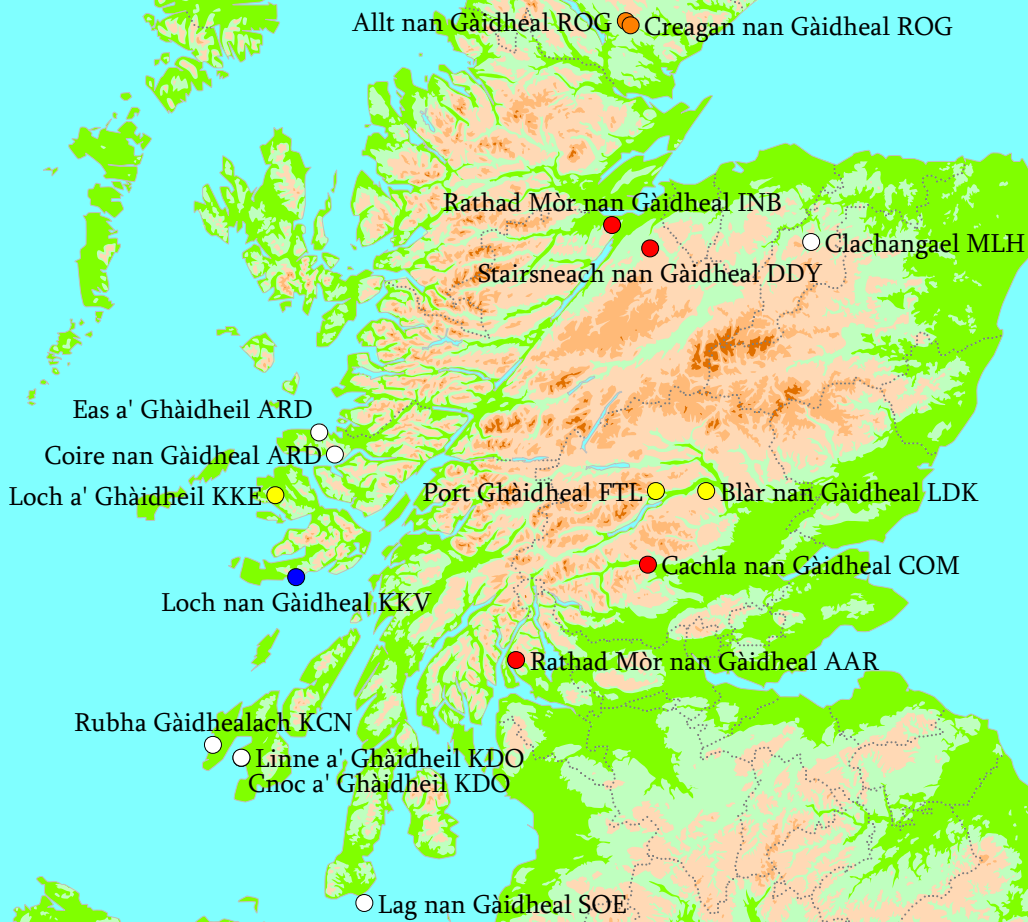 Allt nan Gàidheal ROG
Creagan nan Gàidheal ROG
Rathad Mòr nan Gàidheal INB
Clachangael MLH
Stairsneach nan Gàidheal DDY
Eas a' Ghàidheil ARD
Coire nan Gàidheal ARD
Loch a' Ghàidheil KKE
Port Ghàidheal FTL
Blàr nan Gàidheal LDK
Cachla nan Gàidheal COM
Loch nan Gàidheal KKV
Rathad Mòr nan Gàidheal AAR
Rubha Gàidhealach KCN
Linne a' Ghàidheil KDO
Cnoc a' Ghàidheil KDO
Lag nan Gàidheal SOE